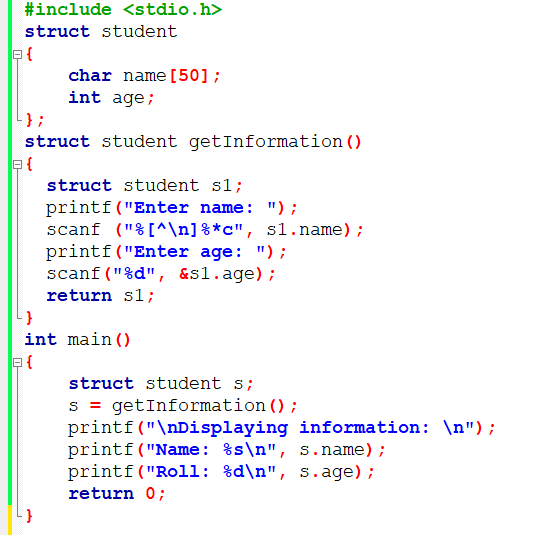 #include <stdio.h>
struct student
{
    char name[50];
    int age;
};
struct student getInformation()
{
  struct student s1;
  printf("Enter name: ");
  scanf ("%[^\n]%*c", s1.name);
  printf("Enter age: ");
  scanf("%d", &s1.age);
  return s1;
}
int main()
{
    struct student s;
    s = getInformation();
    printf("\nDisplaying information: \n");
    printf("Name: %s\n", s.name);
    printf("Roll: %d\n", s.age);
    return 0;
}